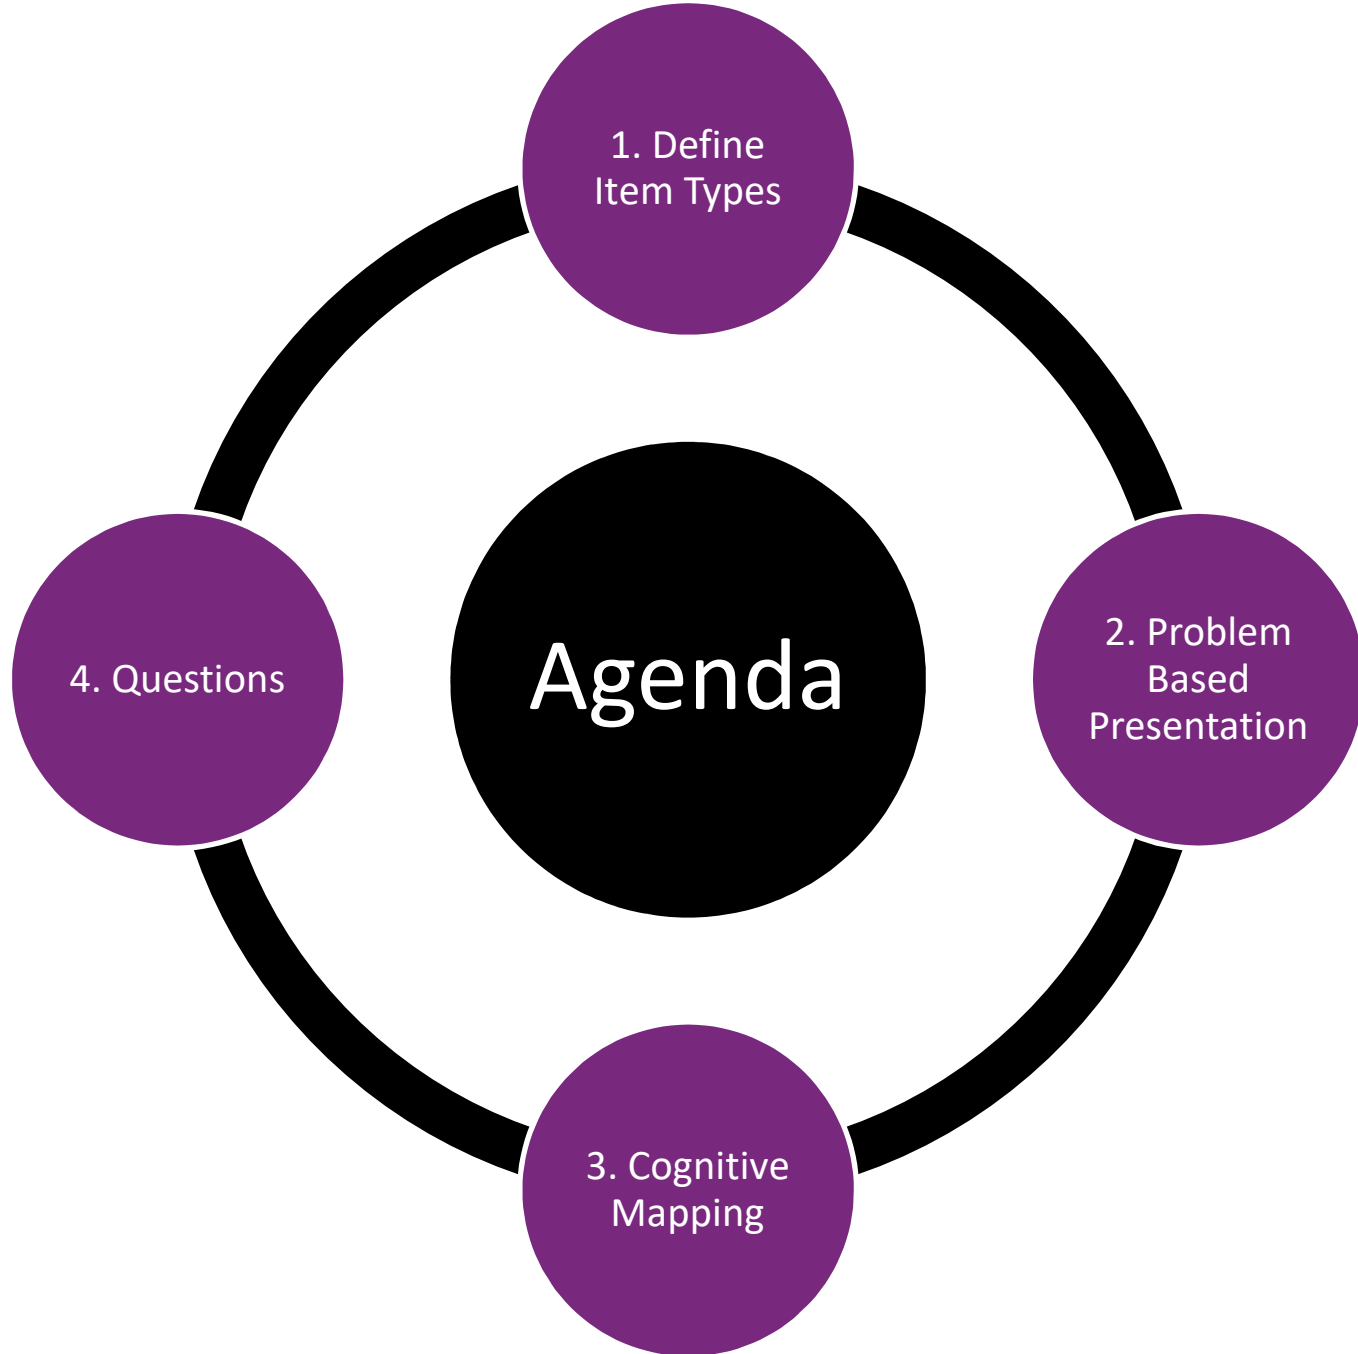 1. Define
Item Types
2. Problem
Based
Presentation
3. Cognitive
Mapping
4. Questions
Agenda